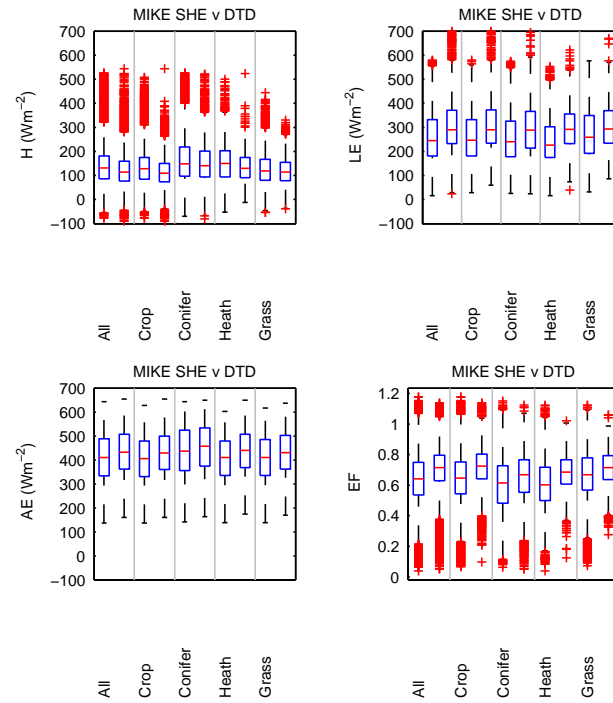 MIKE SHE v DTD
700
600
500
400
300
200
100
0
−100
H (Wm−2)
All
Crop
Conifer
Heath
Grass
MIKE SHE v DTD
700
600
500
400
300
200
100
0
−100
LE (Wm−2)
All
Crop
Conifer
Heath
Grass
MIKE SHE v DTD
700
600
500
400
300
200
100
0
−100
AE (Wm−2)
All
Crop
Conifer
Heath
Grass
MIKE SHE v DTD
1.2
1
0.8
0.6
0.4
0.2
0
EF
All
Crop
Conifer
Heath
Grass